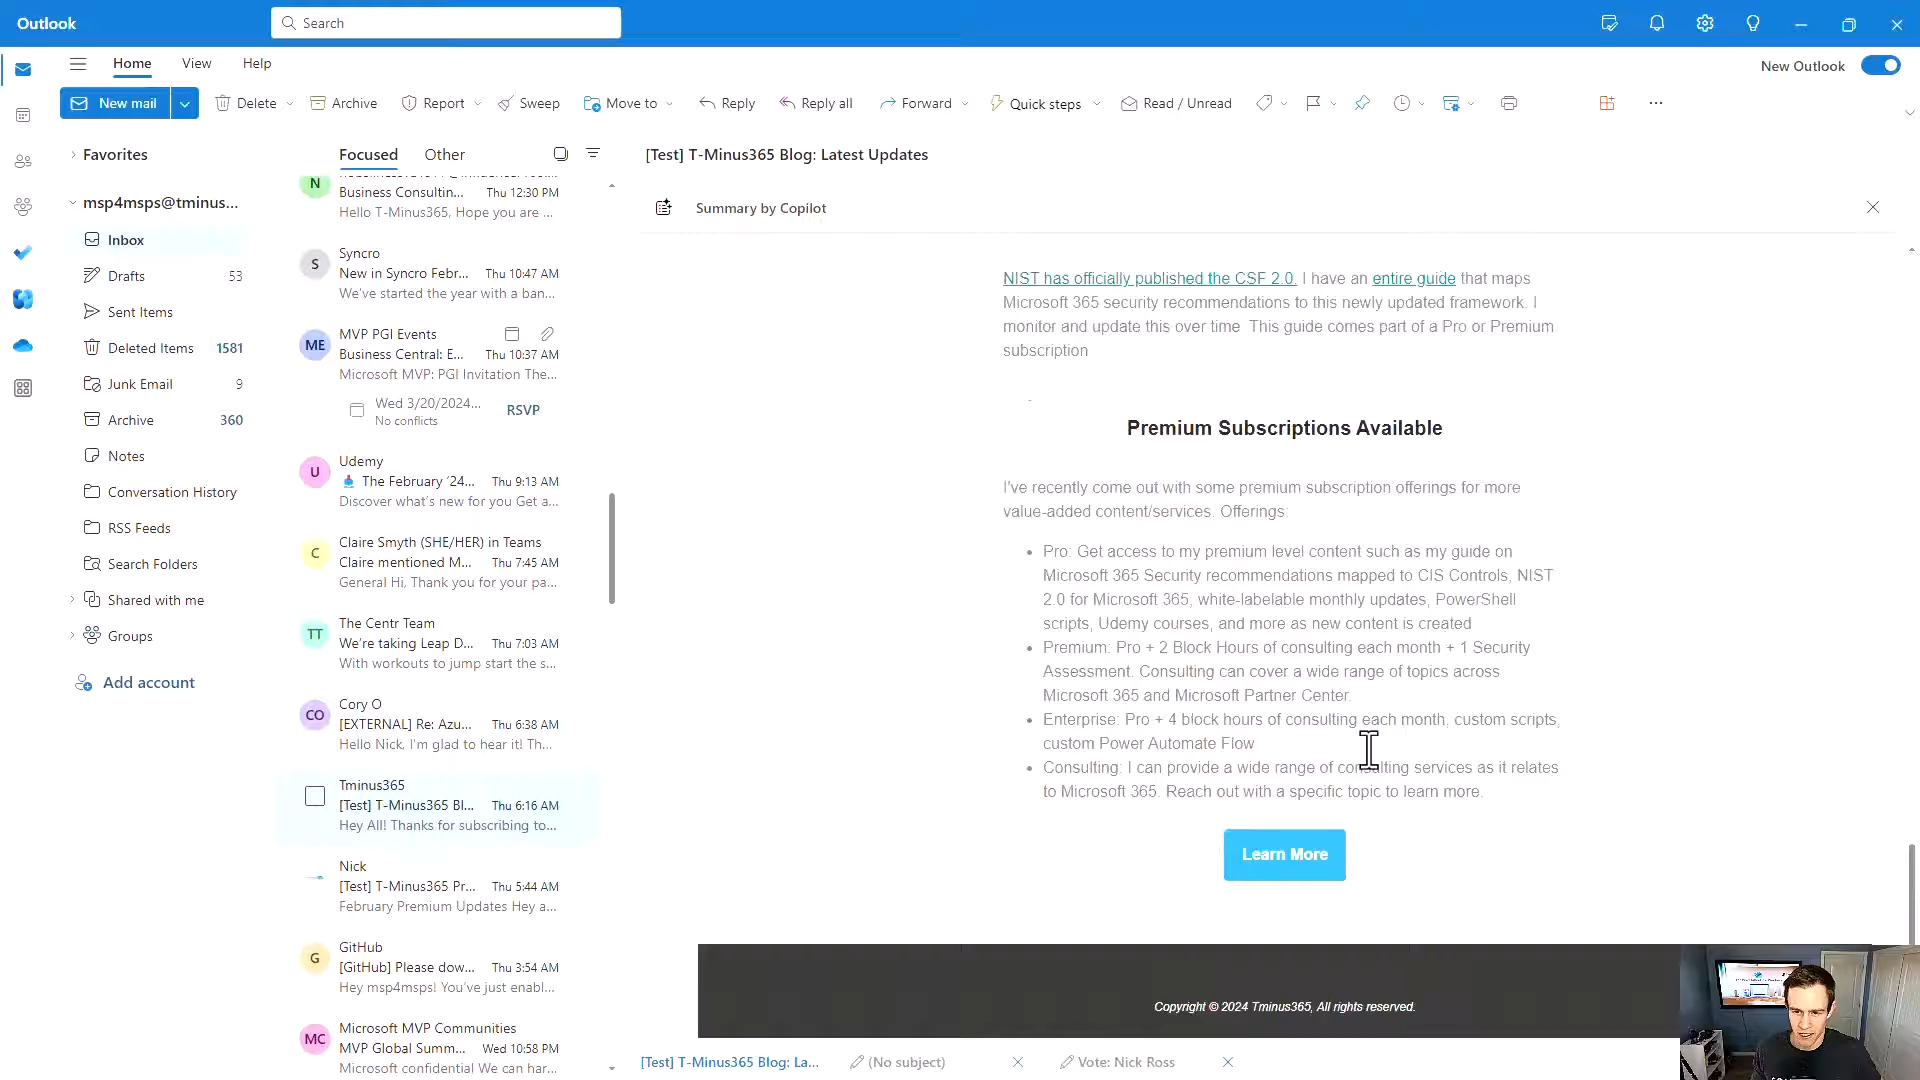 Outlook
Search
Home
View
Help
New Outlook
New mail
Delete
Archive
Report
Sweep
Move to
Reply
Reply all
Forward
Quick steps
Read / Unread
Favorites
msp4msps@tminus...
Inbox
Drafts 53
Sent Items
Deleted Items 1581
Junk Email 9
Archive 360
Notes
Conversation History
RSS Feeds
Search Folders
Shared with me
Groups
Add account
Focused
Other
N
Business Consultin... Thu 12:30 PM
Hello T-Minus365, Hope you are ...
S
Syncro
New in Syncro Febr... Thu 10:47 AM
We've started the year with a ban...
ME
MVP PGI Events
Business Central: E... Thu 10:37 AM
Microsoft MVP: PGI Invitation The...
Wed 3/20/2024...
No conflicts
RSVP
U
Udemy
The February '24... Thu 9:13 AM
Discover what's new for you Get a...
C
Claire Smyth (SHE/HER) in Teams
Claire mentioned M... Thu 7:45 AM
General Hi, Thank you for your pa...
TT
The Centr Team
We're taking Leap D... Thu 7:03 AM
With workouts to jump start the s...
CO
Cory O
[EXTERNAL] Re: Azu... Thu 6:38 AM
Hello Nick, I'm glad to hear it! Th...
Tminus365
[Test] T-Minus365 Bl... Thu 6:16 AM
Hey All! Thanks for subscribing to...
Nick
[Test] T-Minus365 Pr... Thu 5:44 AM
February Premium Updates Hey a...
G
GitHub
[GitHub] Please dow... Thu 3:54 AM
Hey msp4msps! You've just enabl...
MC
Microsoft MVP Communities
MVP Global Summ... Wed 10:58 PM
Microsoft confidential We can har...
[Test] T-Minus365 Blog: Latest Updates
Summary by Copilot
NIST has officially published the CSF 2.0. I have an entire guide that maps
Microsoft 365 security recommendations to this newly updated framework. I
monitor and update this over time This guide comes part of a Pro or Premium
subscription
Premium Subscriptions Available
I've recently come out with some premium subscription offerings for more
value-added content/services. Offerings:
• Pro: Get access to my premium level content such as my guide on
Microsoft 365 Security recommendations mapped to CIS Controls, NIST
2.0 for Microsoft 365, white-labelable monthly updates, PowerShell
scripts, Udemy courses, and more as new content is created
• Premium: Pro + 2 Block Hours of consulting each month + 1 Security
Assessment. Consulting can cover a wide range of topics across
Microsoft 365 and Microsoft Partner Center.
• Enterprise: Pro + 4 block hours of consulting each month, custom scripts,
custom Power Automate Flow
• Consulting: I can provide a wide range of consulting services as it relates
to Microsoft 365. Reach out with a specific topic to learn more.
Learn More
Copyright © 2024 Tminus365, All rights reserved.
[Test] T-Minus365 Blog: La...
(No subject)
Vote: Nick Ross